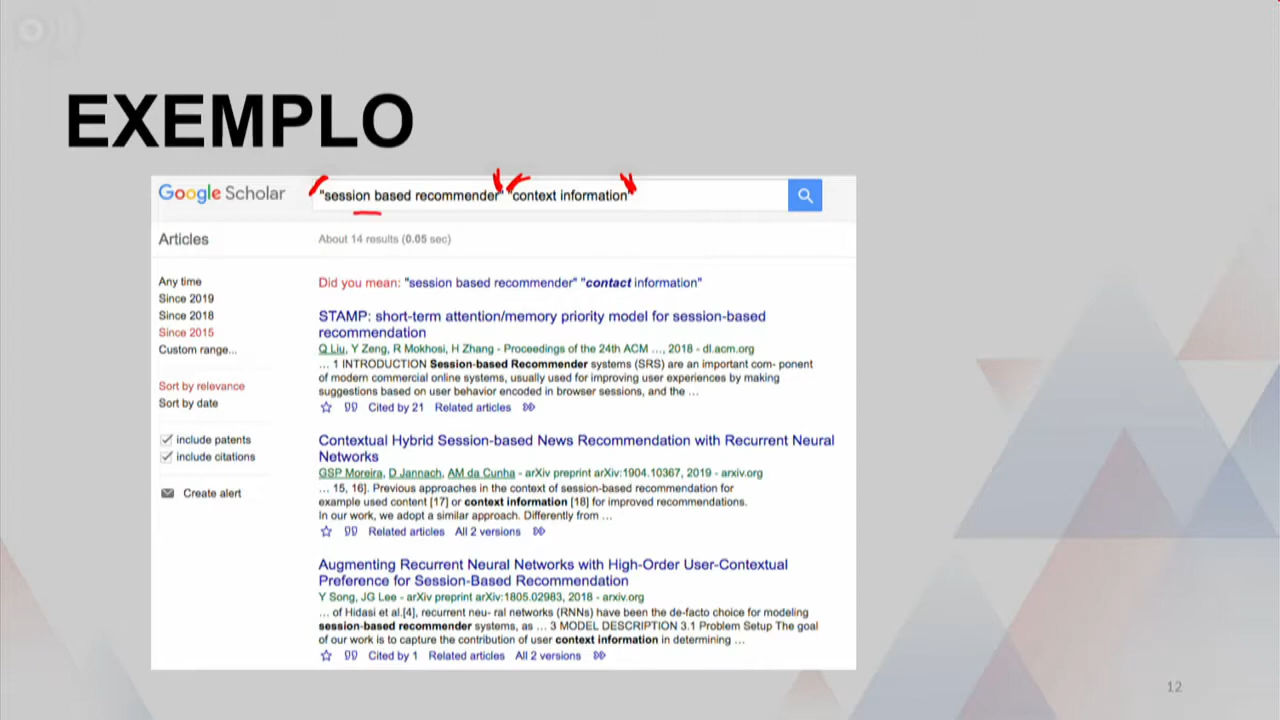 EXEMPLO
Google Scholar
"session based recommender" "context information"
Articles
About 14 results (0.05 sec)
Any time
Since 2019
Since 2018
Since 2015
Custom range...
Sort by relevance
Sort by date
include patents
include citations
Create alert
Did you mean: "session based recommender" "contact information"
STAMP: short-term attention/memory priority model for session-based
recommendation
Q Liu, Y Zeng, R Mokhosi, H Zhang - Proceedings of the 24th ACM …, 2018 - dl.acm.org
... 1 INTRODUCTION Session-based Recommender systems (SRS) are an important com- ponent
of modern commercial online systems, usually used for improving user experiences by making
suggestions based on user behavior encoded in browser sessions, and the ...
Cited by 21 Related articles
Contextual Hybrid Session-based News Recommendation with Recurrent Neural
Networks
GSP Moreira, D Jannach, AM da Cunha - arXiv preprint arXiv:1904.10367, 2019 - arxiv.org
... 15, 16]. Previous approaches in the context of session-based recommendation for
example used content [17] or context information [18] for improved recommendations.
In our work, we adopt a similar approach. Differently from ...
Related articles All 2 versions
Augmenting Recurrent Neural Networks with High-Order User-Contextual
Preference for Session-Based Recommendation
Y Song, JG Lee - arXiv preprint arXiv:1805.02983, 2018 - arxiv.org
... of Hidasi et al.[4], recurrent neu- ral networks (RNNs) have been the de-facto choice for modeling
session-based recommender systems, as ... 3 MODEL DESCRIPTION 3.1 Problem Setup The goal
of our work is to capture the contribution of user context information in determining ...
Cited by 1 Related articles All 2 versions
12